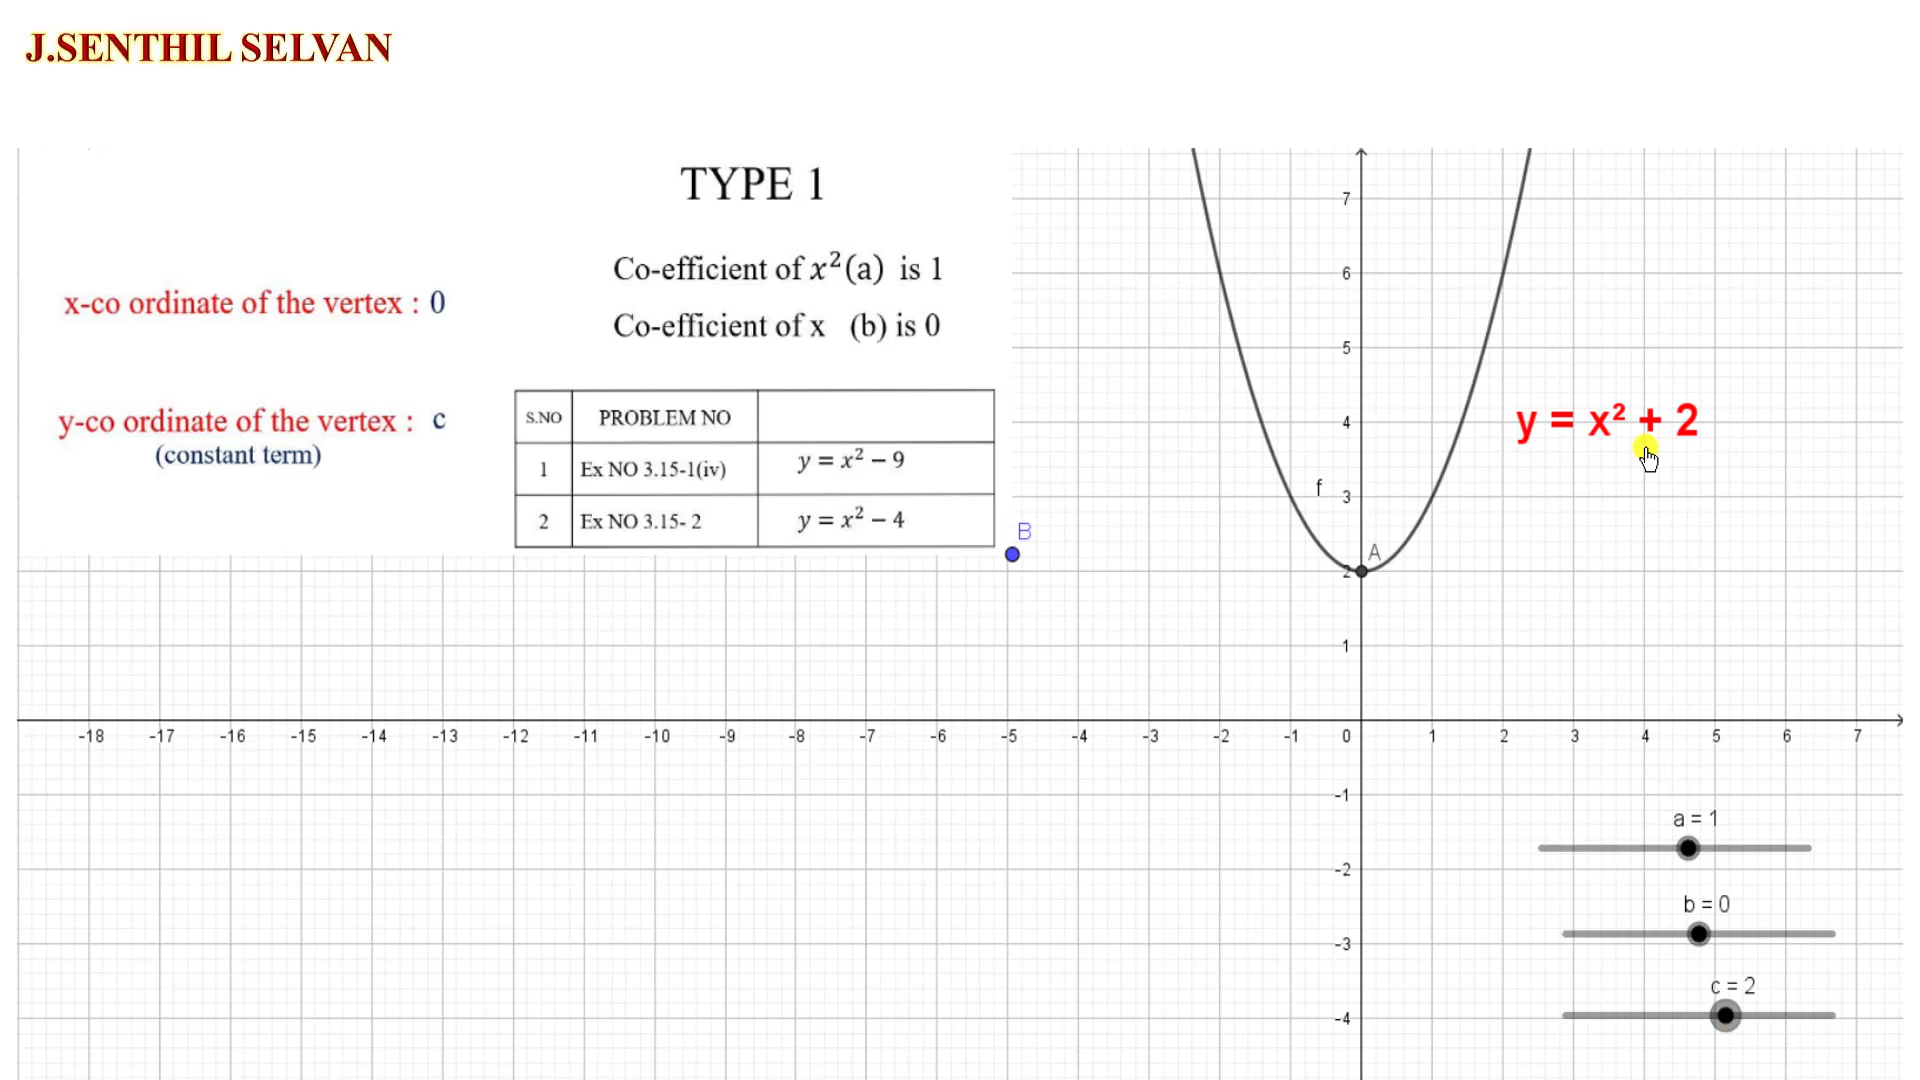 J.SENTHIL SELVAN
TYPE 1
Co-efficient of x²(a) is 1
Co-efficient of x (b) is 0
x-co ordinate of the vertex : 0
y-co ordinate of the vertex : c
(constant term)
S.NO PROBLEM NO
1 Ex NO 3.15-1(iv) y = x² – 9
2 Ex NO 3.15- 2 y = x² – 4
B
7
6
5
4
y = x² + 2
f
3
A
2
1
-18 -17 -16 -15 -14 -13 -12 -11 -10 -9 -8 -7 -6 -5 -4 -3 -2 -1 0 1 2 3 4 5 6 7
-1
-2
-3
-4
a = 1
b = 0
c = 2